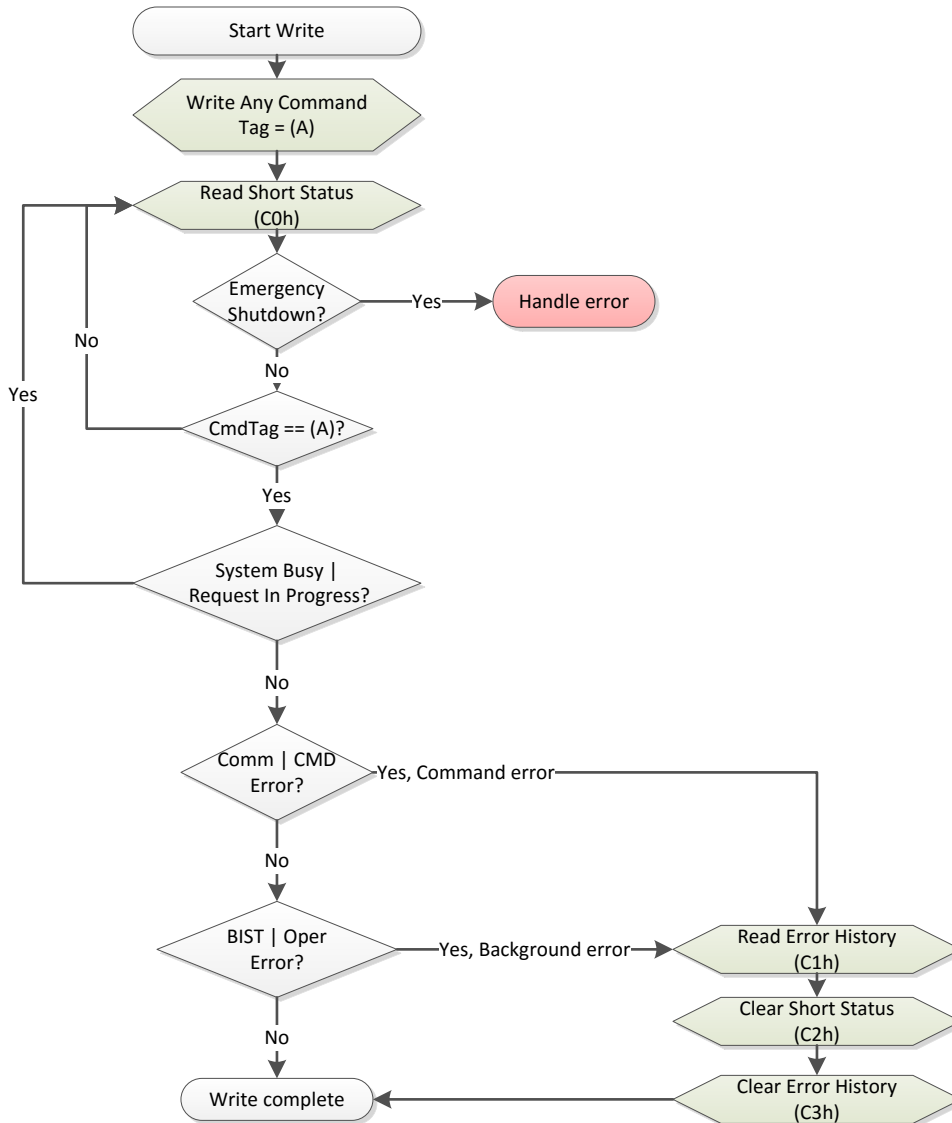 Start Write
Write Any Command
Tag = (A)
Read Short Status
(C0h)
Emergency
Shutdown?
Yes
Handle error
No
No
Yes
CmdTag == (A)?
Yes
System Busy |
Request In Progress?
No
Comm | CMD
Error?
Yes, Command error
No
BIST | Oper
Error?
Yes, Background error
Read Error History
(C1h)
Clear Short Status
(C2h)
No
Write complete
Clear Error History
(C3h)